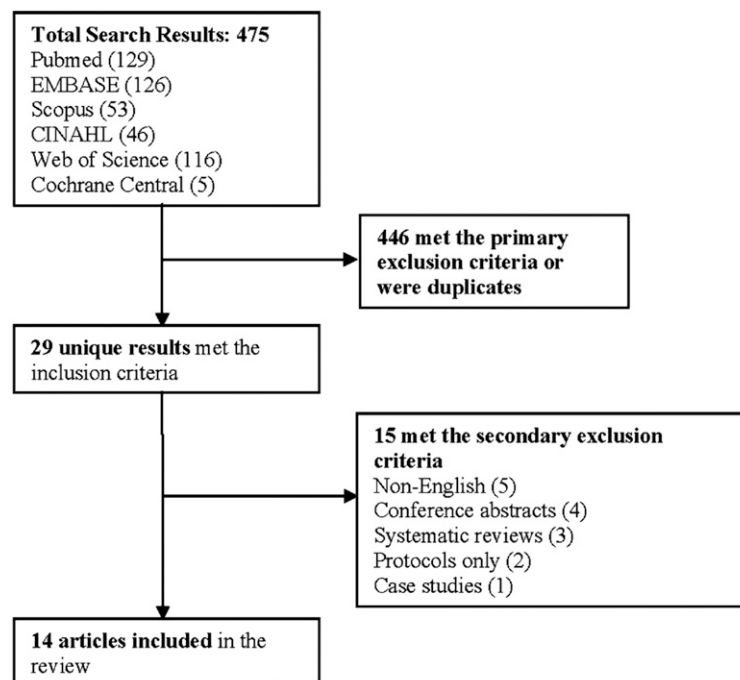 Total Search Results: 475
Pubmed (129)
EMBASE (126)
Scopus (53)
CINAHL (46)
Web of Science (116)
Cochrane Central (5)
446 met the primary
exclusion criteria or
were duplicates
29 unique results met the
inclusion criteria
15 met the secondary exclusion
criteria
Non-English (5)
Conference abstracts (4)
Systematic reviews (3)
Protocols only (2)
Case studies (1)
14 articles included in the
review